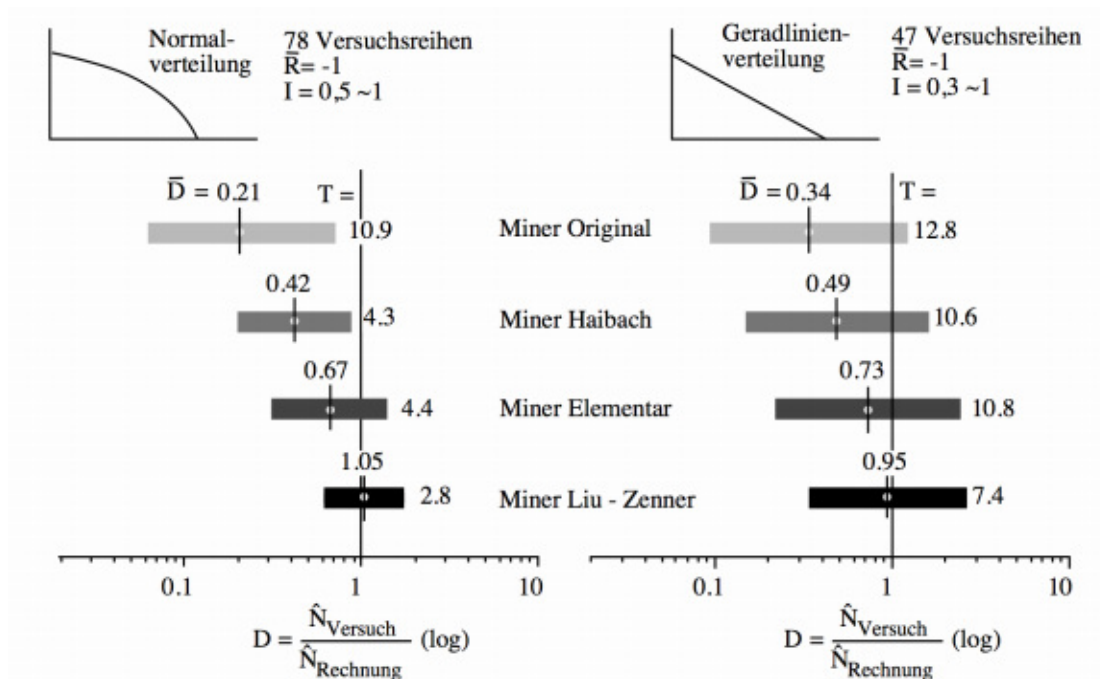 Normal-
verteilung
78 Versuchsreihen
R̄= -1
I = 0,5 ~1
Geradlinien-
verteilung
47 Versuchsreihen
R̄= -1
I = 0,3 ~1
D̄ = 0.21 T =
10.9
Miner Original
D̄ = 0.34 T =
12.8
0.42
4.3
Miner Haibach
0.49
10.6
0.67
4.4
Miner Elementar
0.73
10.8
1.05
2.8
Miner Liu - Zenner
0.95
7.4
0.1 1 10
0.1 1 10
D = N̂Versuch / N̂Rechnung (log)
D = N̂Versuch / N̂Rechnung (log)